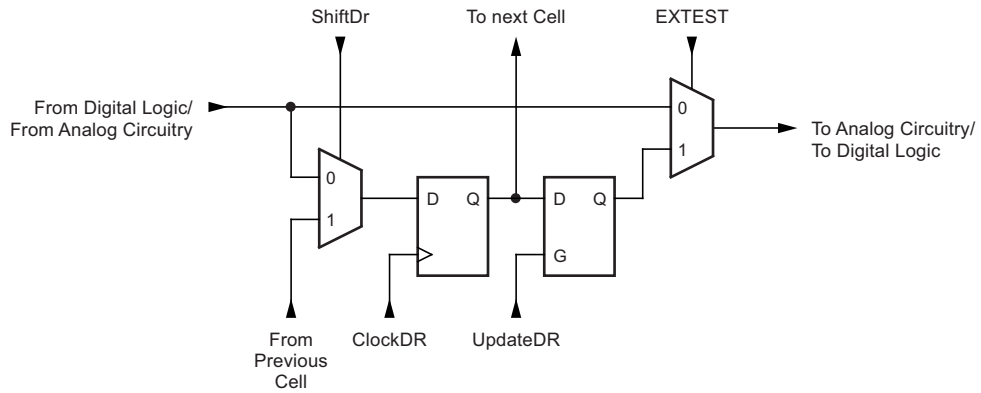 ShiftDr
To next Cell
EXTEST
From Digital Logic/
From Analog Circuitry
0
1
To Analog Circuitry/
To Digital Logic
0
1
D Q
D Q
G
From
Previous
Cell
ClockDR
UpdateDR